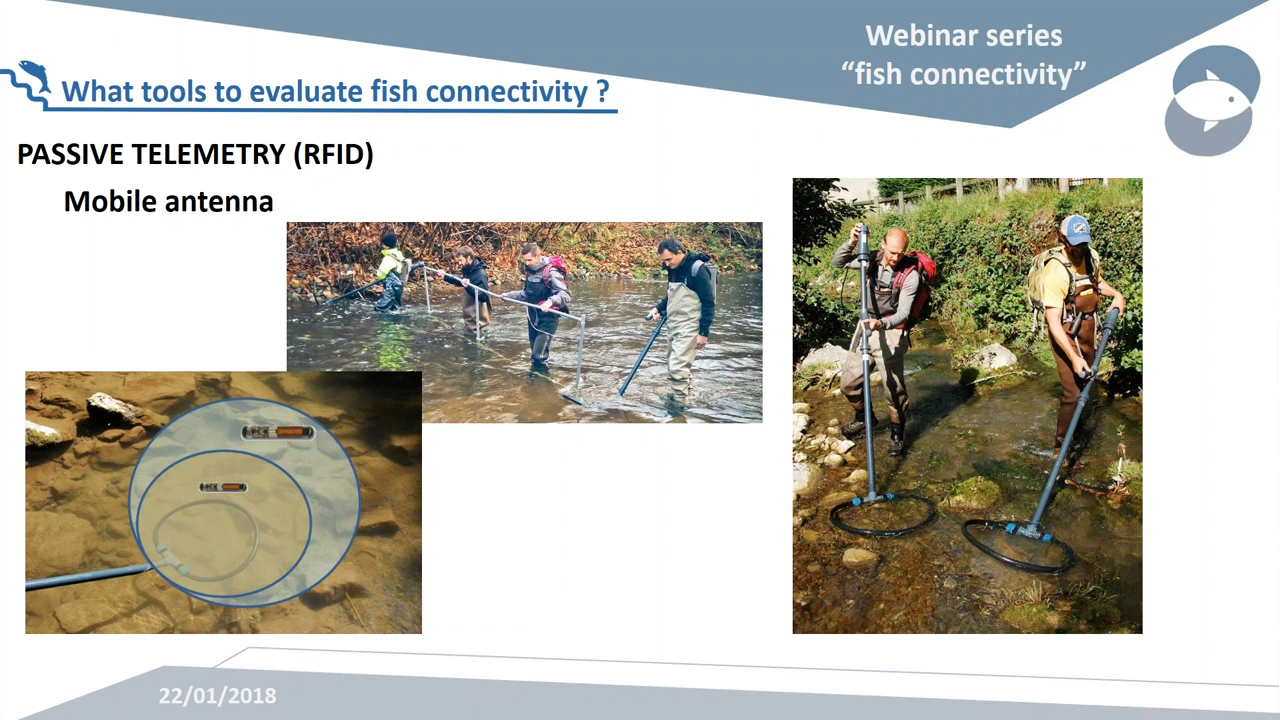 Webinar series
“fish connectivity”
What tools to evaluate fish connectivity ?
PASSIVE TELEMETRY (RFID)
Mobile antenna
22/01/2018